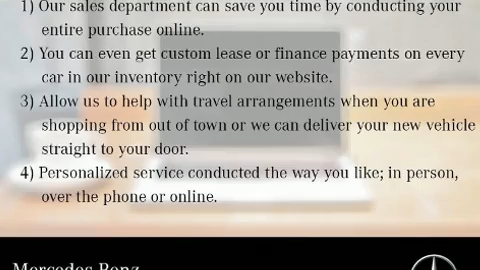 1) Our sales department can save you time by conducting your
entire purchase online.
2) You can even get custom lease or finance payments on every
car in our inventory right on our website.
3) Allow us to help with travel arrangements when you are
shopping from out of town or we can deliver your new vehicle
straight to your door.
4) Personalized service conducted the way you like; in person,
over the phone or online.
Mercedes-Benz